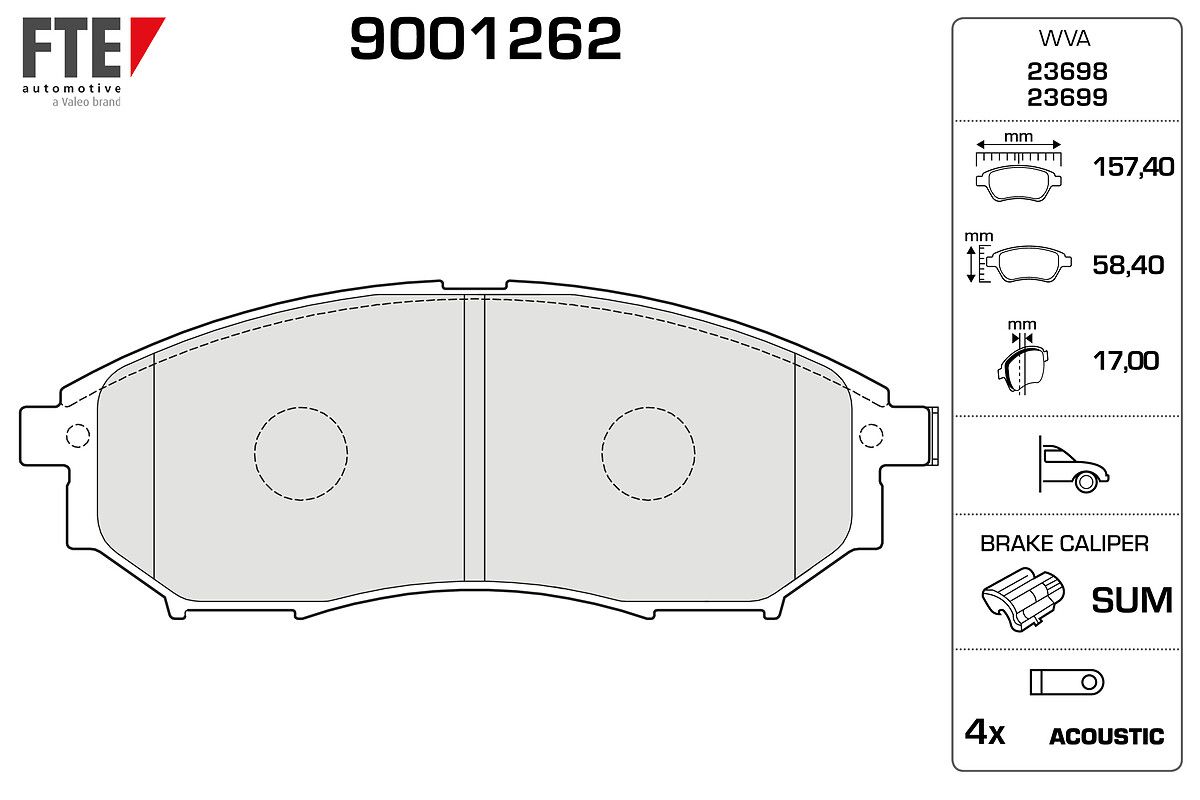 FTE
automotive
a Valeo brand
9001262
WVA
23698
23699
mm
157,40
mm
58,40
mm
17,00
BRAKE CALIPER
SUM
4x
ACOUSTIC